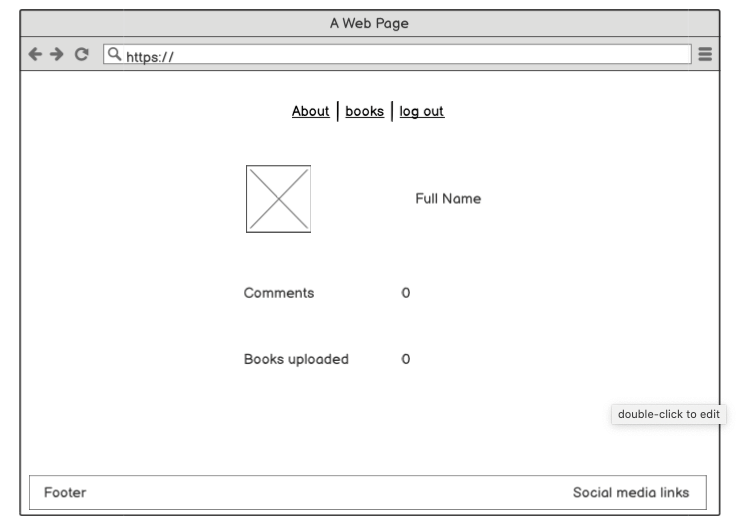 A Web Page
https://
About | books | log out
Full Name
Comments 0
Books uploaded 0
double-click to edit
Footer Social media links